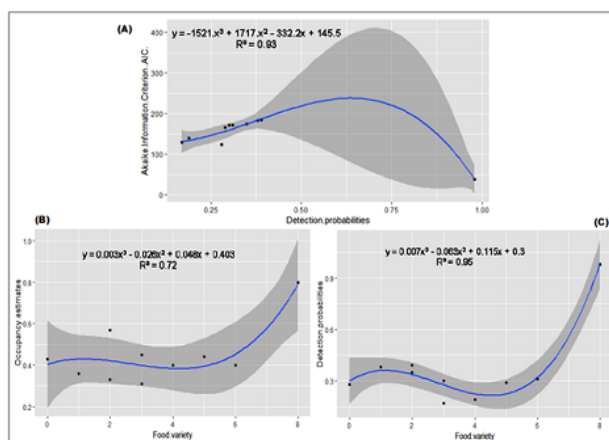 (A)
y = -1521.x³ + 1717.x² - 332.2x + 145.5
R² = 0.93
Akaike Information Criterion. AIC.
400
300
200
100
0
0.25
0.50
0.75
1.00
Detection probabilities
(B)
y = 0.003x³ - 0.026x² + 0.048x + 0.403
R² = 0.72
Occupancy estimates
1.0
0.8
0.6
0.4
0.2
0
2
4
6
8
Food.variety
(C)
y = 0.007x³ - 0.063x² + 0.115x + 0.3
R² = 0.95
Detection probabilities
0.9
0.6
0.3
0
2
4
6
8
Food.variety